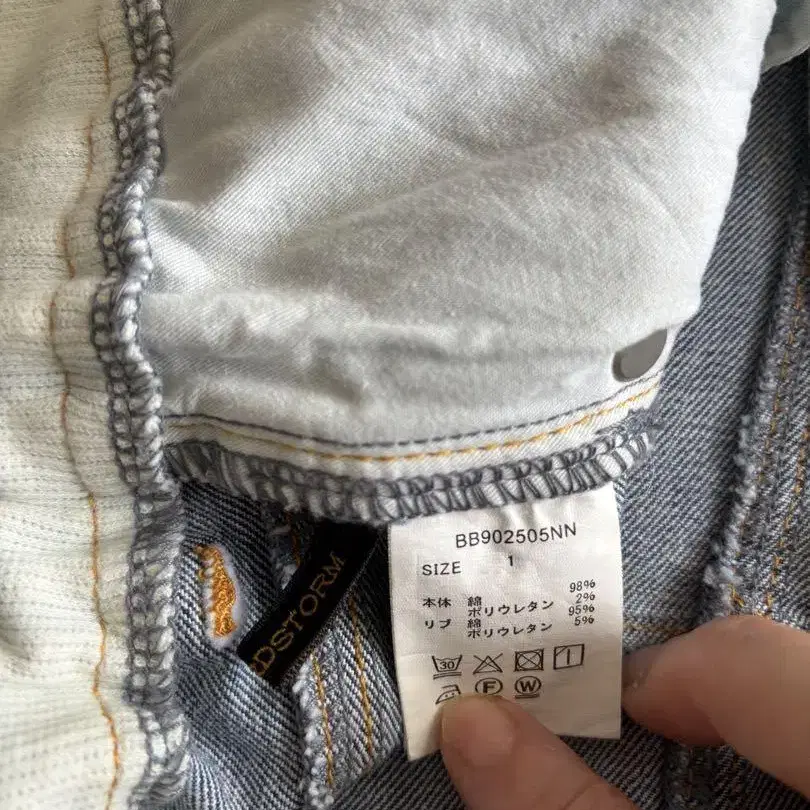 BB902505NN
SIZE 1
本体 綿 98%
ポリウレタン 2%
リブ 綿 95%
ポリウレタン 5%
30
F W
DSTORM